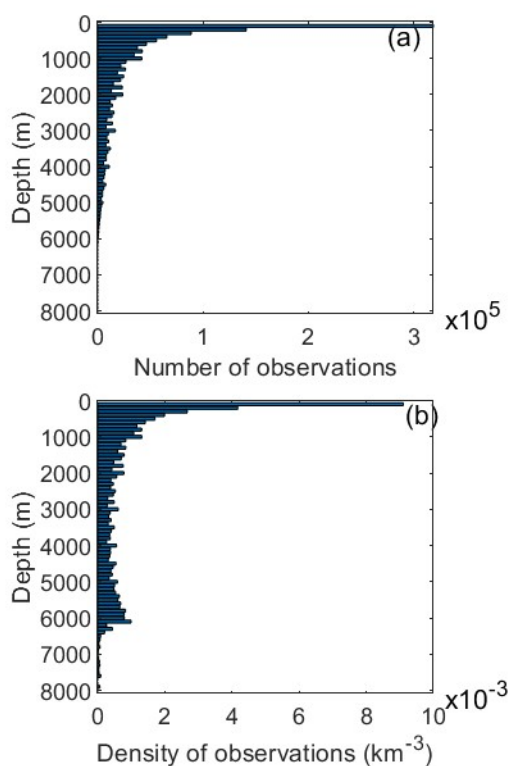 0
(a)
1000
2000
3000
4000
5000
6000
7000
8000
Depth (m)
0 1 2 3
x10^5
Number of observations
0
(b)
1000
2000
3000
4000
5000
6000
7000
8000
Depth (m)
0 2 4 6 8 10
x10^-3
Density of observations (km^-3)